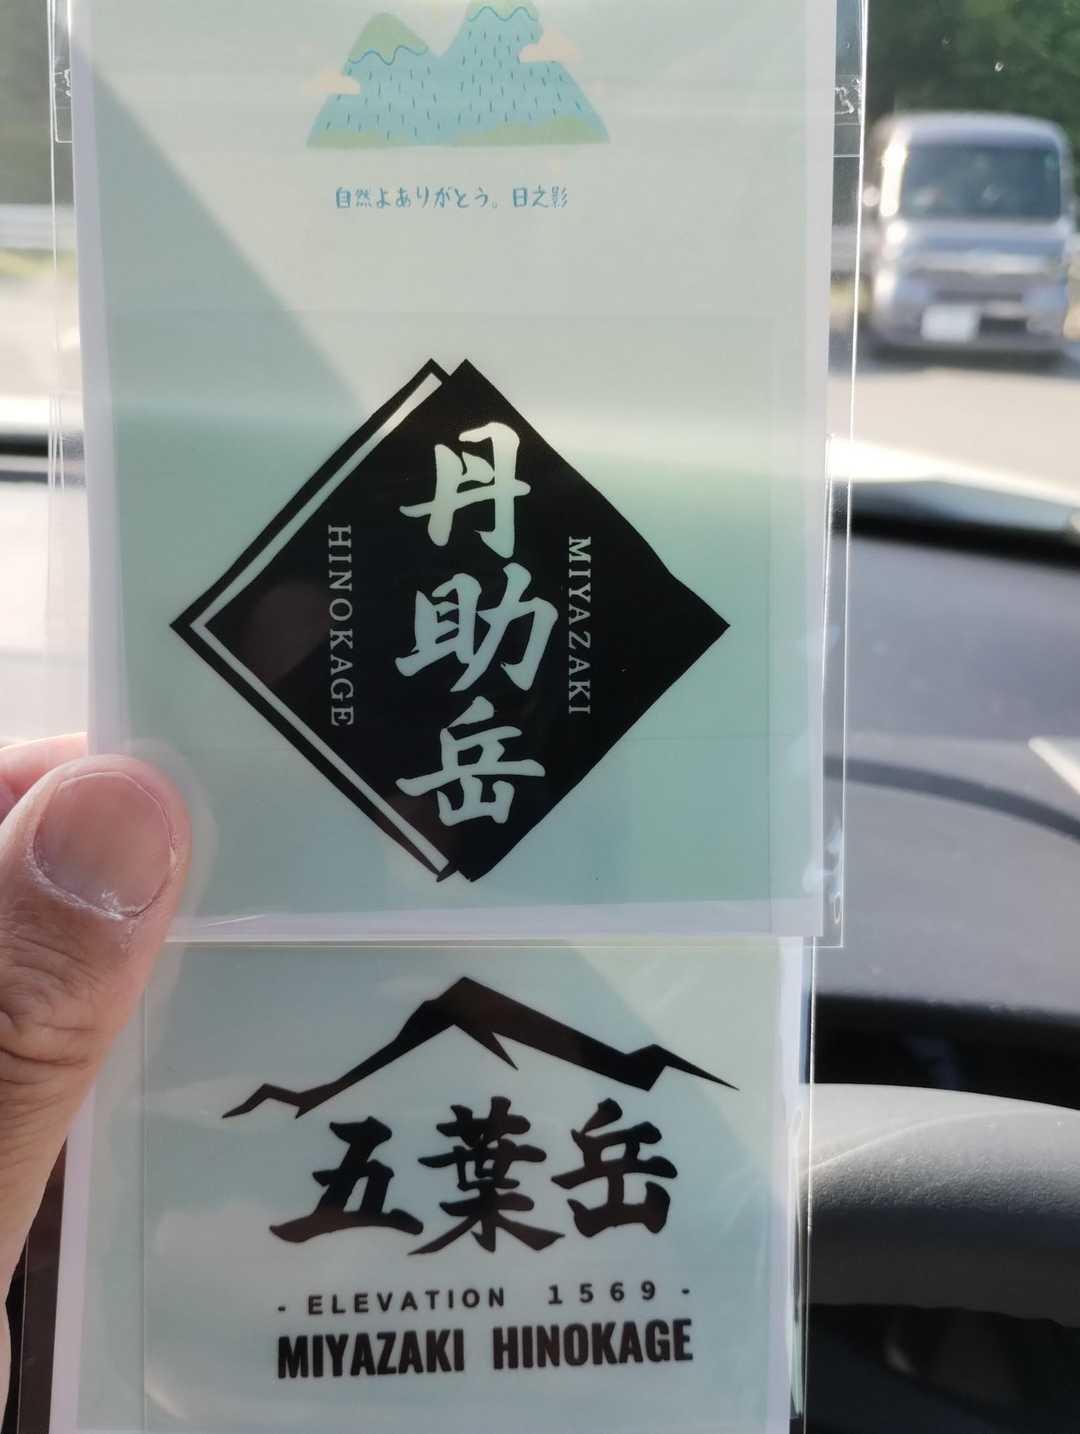 自然よありがとう。日之影
丹助岳
MIYAZAKI
HINOKAGE
五葉岳
- ELEVATION 1569 -
MIYAZAKI HINOKAGE